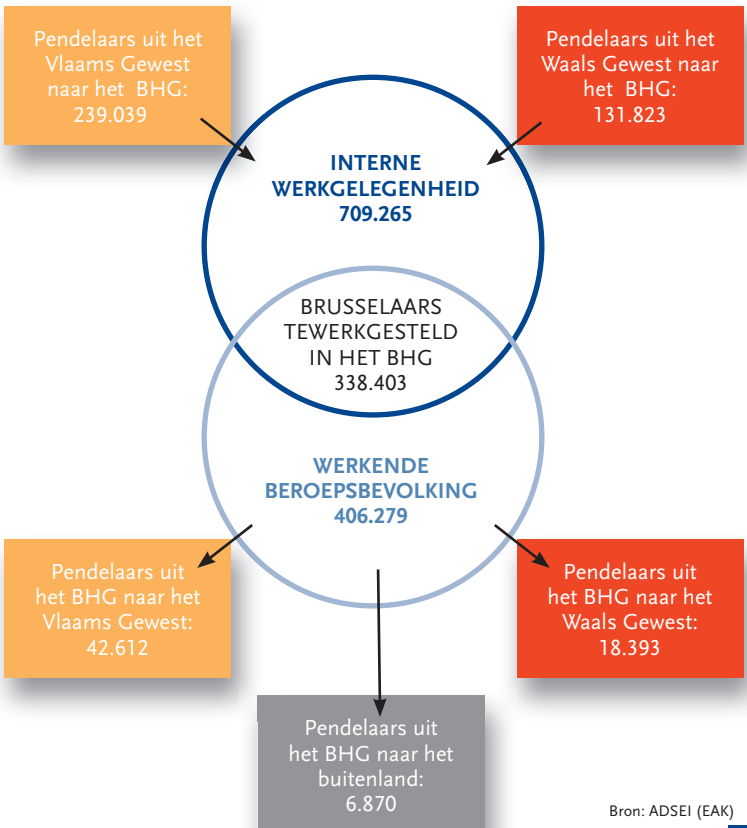 Pendelaars uit het
Vlaams Gewest
naar het BHG:
239.039
Pendelaars uit het
Waals Gewest naar
het BHG:
131.823
INTERNE
WERKGELEGENHEID
709.265
BRUSSELAARS
TEWERKGESTELD
IN HET BHG
338.403
WERKENDE
BEROEPSBEVOLKING
406.279
Pendelaars uit
het BHG naar het
Vlaams Gewest:
42.612
Pendelaars uit
het BHG naar het
Waals Gewest:
18.393
Pendelaars uit
het BHG naar het
buitenland:
6.870
Bron: ADSEI (EAK)